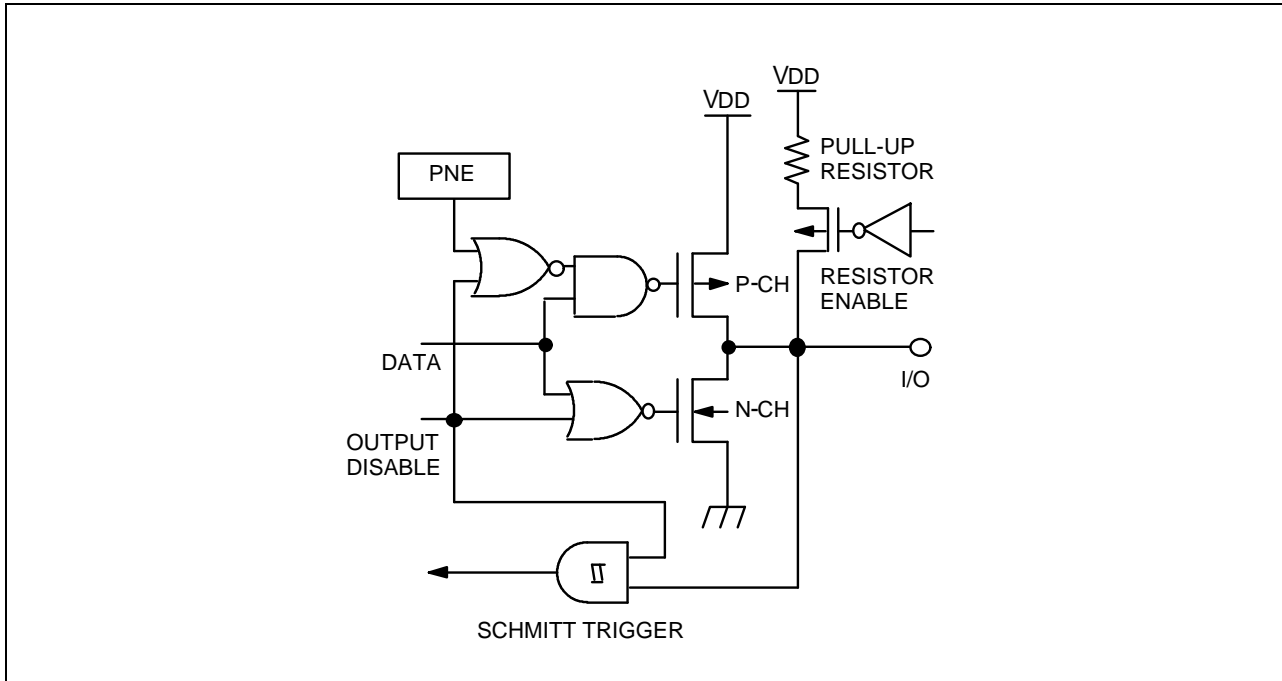 VDD
VDD
PULL-UP
RESISTOR
PNE
P-CH
RESISTOR
ENABLE
DATA
I/O
N-CH
OUTPUT
DISABLE
SCHMITT TRIGGER